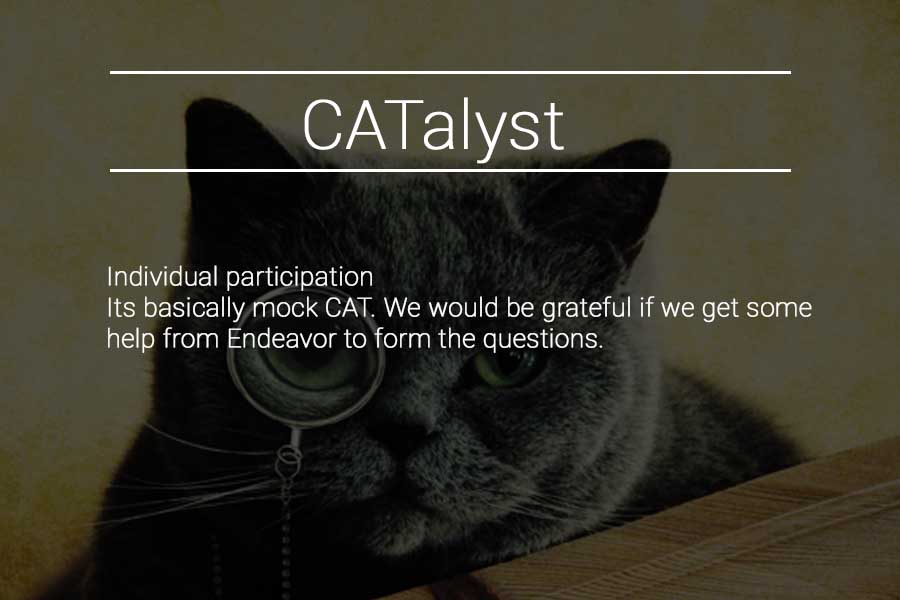 CATalyst
Individual participation
Its basically mock CAT. We would be grateful if we get some
help from Endeavor to form the questions.